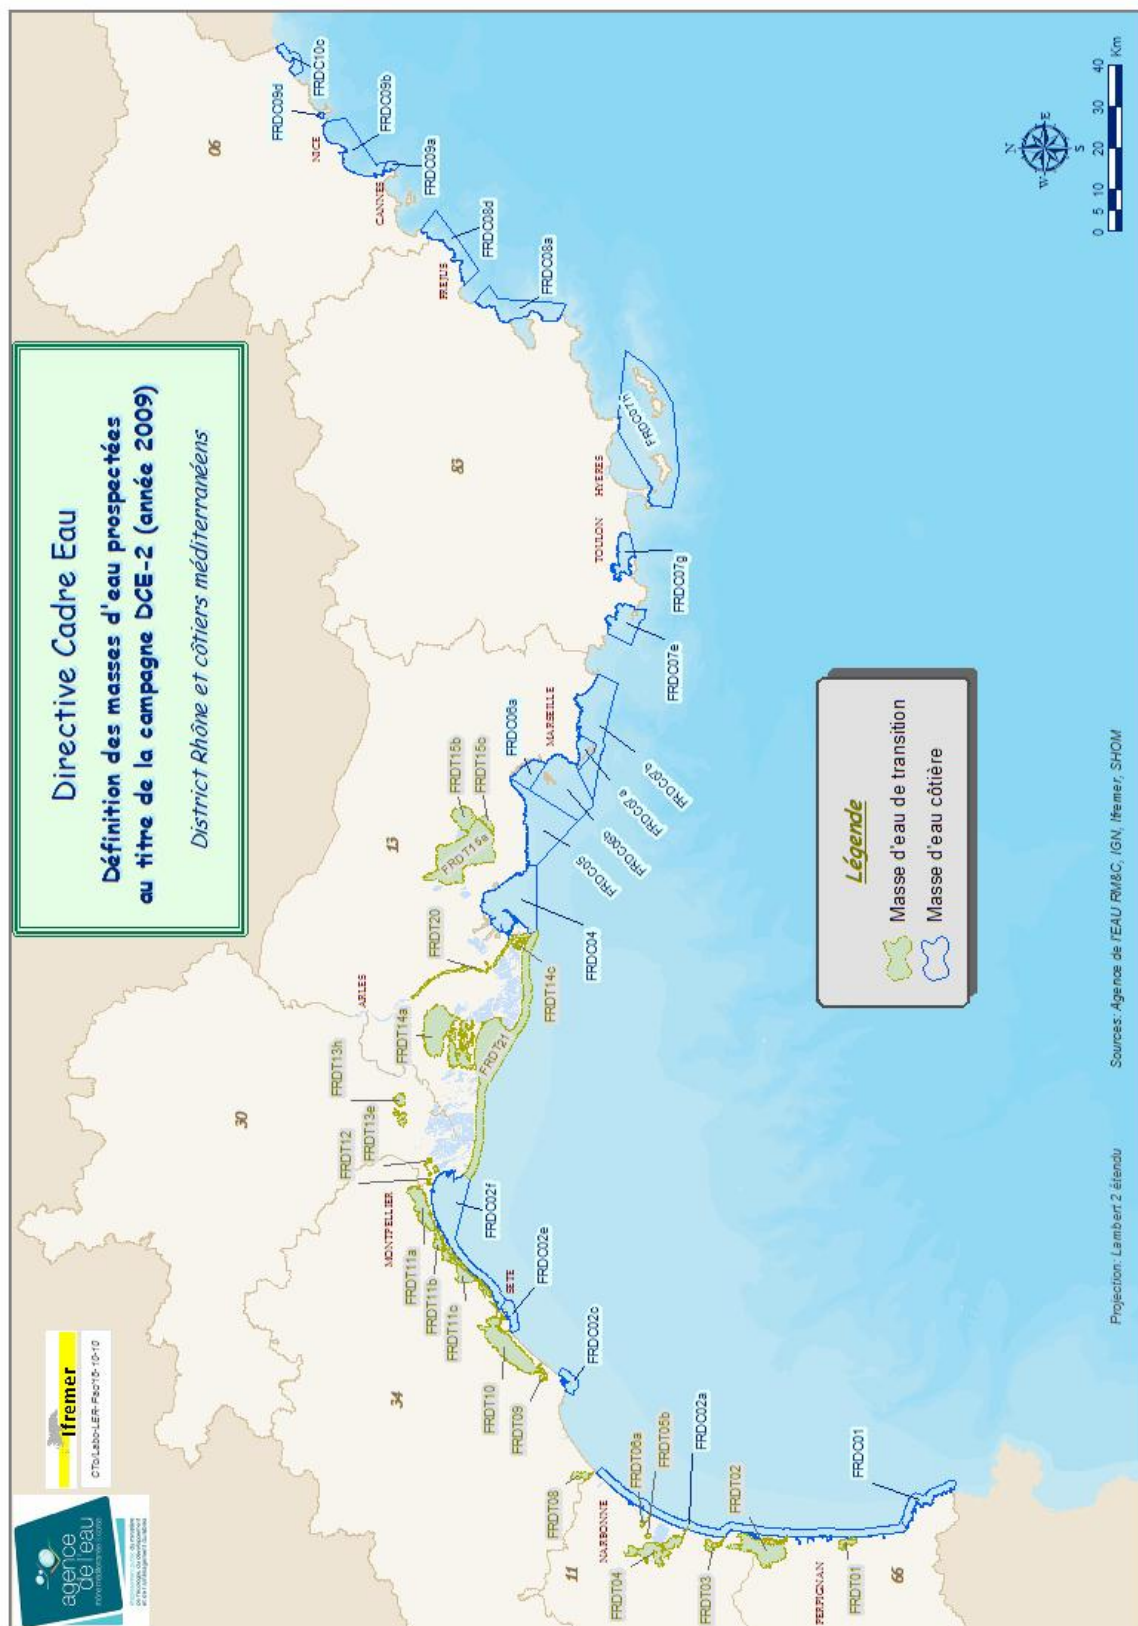 Directive Cadre Eau
Définition des masses d'eau prospectées
au titre de la campagne DCE-2 (année 2009)
District Rhône et côtiers méditerranéens
agence
de l'eau
Ifremer
06
83
13
30
34
11
66
NICE
CANNES
FREJUS
HYERES
TOULON
MARSEILLE
ARLES
MONTPELLIER
SETE
NARBONNE
PERPIGNAN
FRDC10c
FRDC09d
FRDC09b
FRDC09a
FRDC08d
FRDC08a
FRDC07h
FRDC07g
FRDC07e
FRDC07b
FRDC07a
FRDC06b
FRDC06a
FRDC05
FRDC04
FRDT15b
FRDT15c
FRDT15a
FRDT20
FRDT14c
FRDT14a
FRDT21
FRDT13h
FRDT13e
FRDT12
FRDT11a
FRDT11b
FRDT11c
FRDC02f
FRDC02e
FRDT10
FRDT09
FRDC02c
FRDT08
FRDT06a
FRDT05b
FRDC02a
FRDT04
FRDT03
FRDT02
FRDT01
FRDC01
Légende
Masse d'eau de transition
Masse d'eau côtière
N
W
E
S
0 5 10 20 30 40
Km
Projection: Lambert 2 étendu
Sources: Agence de l'EAU RM&C, IGN, Ifremer, SHOM